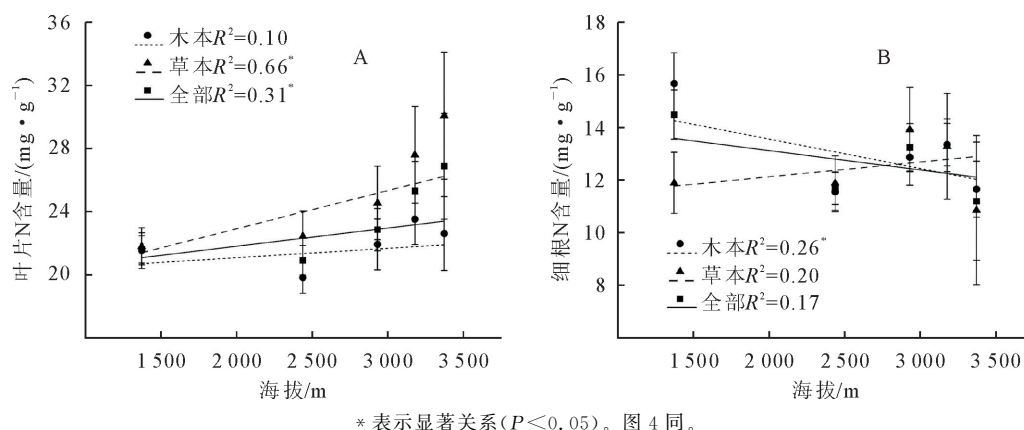 36
32
28
24
20
叶片N含量/(mg·g⁻¹)
木本R²=0.10
草本R²=0.66*
全部R²=0.31*
A
1 500 2 000 2 500 3 000 3 500
海拔/m
18
16
14
12
10
8
细根N含量/(mg·g⁻¹)
B
木本R²=0.26*
草本R²=0.20
全部R²=0.17
1 500 2 000 2 500 3 000 3 500
海拔/m
*表示显著关系(P<0.05)。图 4 同。